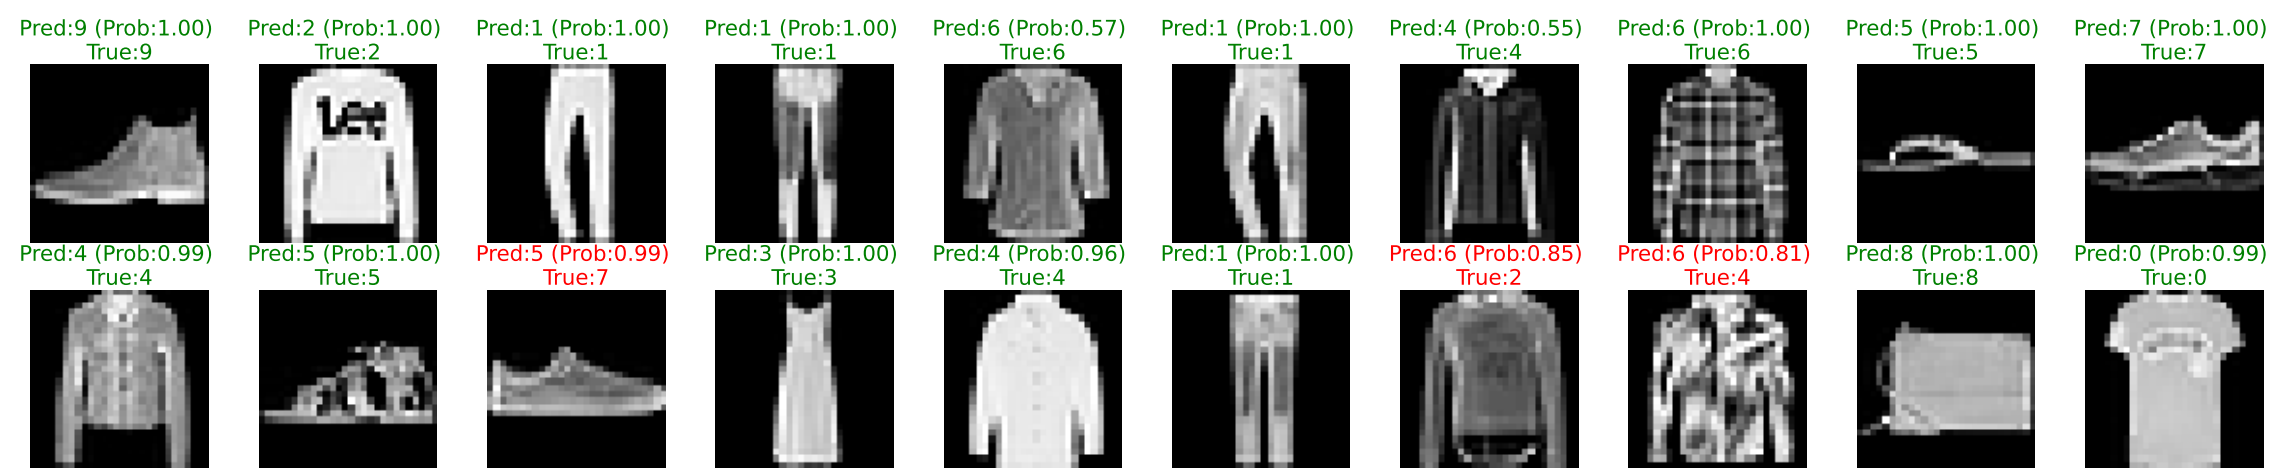 Pred:9 (Prob:1.00)
True:9
Pred:2 (Prob:1.00)
True:2
Pred:1 (Prob:1.00)
True:1
Pred:1 (Prob:1.00)
True:1
Pred:6 (Prob:0.57)
True:6
Pred:1 (Prob:1.00)
True:1
Pred:4 (Prob:0.55)
True:4
Pred:6 (Prob:1.00)
True:6
Pred:5 (Prob:1.00)
True:5
Pred:7 (Prob:1.00)
True:7
Lee
Pred:4 (Prob:0.99)
True:4
Pred:5 (Prob:1.00)
True:5
Pred:5 (Prob:0.99)
True:7
Pred:3 (Prob:1.00)
True:3
Pred:4 (Prob:0.96)
True:4
Pred:1 (Prob:1.00)
True:1
Pred:6 (Prob:0.85)
True:2
Pred:6 (Prob:0.81)
True:4
Pred:8 (Prob:1.00)
True:8
Pred:0 (Prob:0.99)
True:0